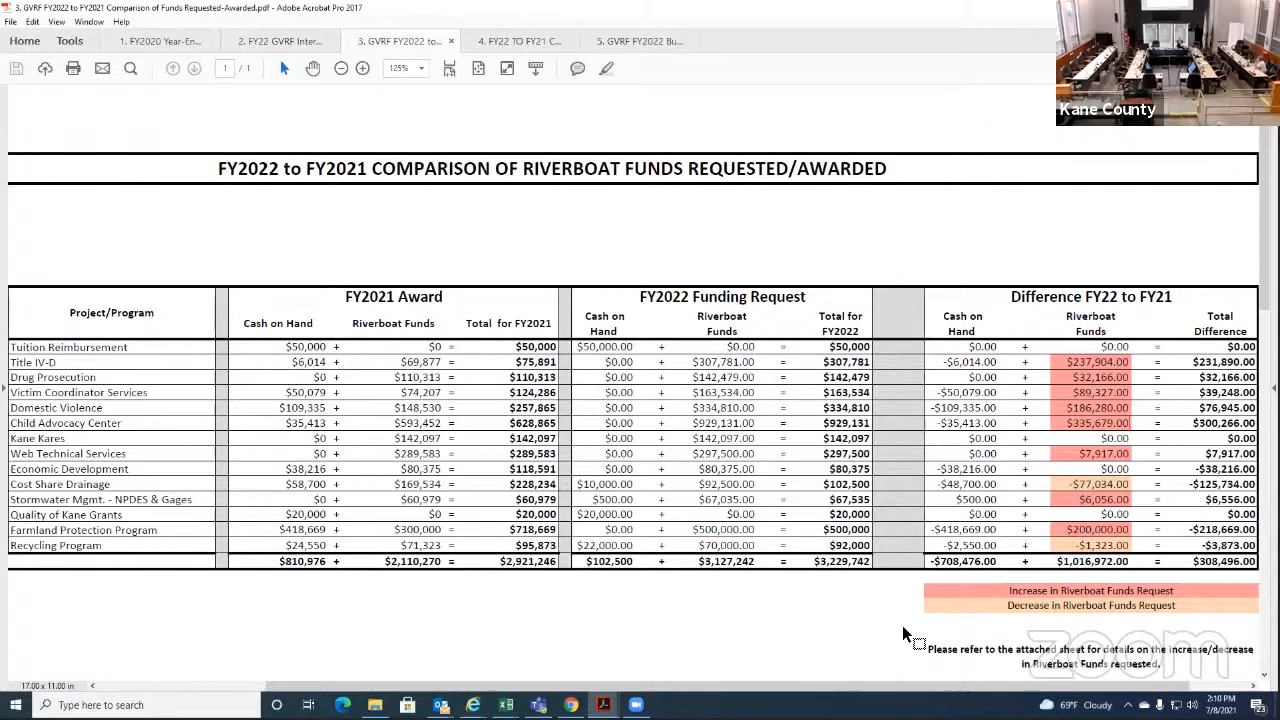 3. GVRF FY2022 to FY2021 Comparison of Funds Requested-Awarded.pdf - Adobe Acrobat Pro 2017
File Edit View Window Help
Home Tools 1. FY2020 Year-En... 2. FY22 GVRF Inter... 3. GVRF FY2022 to... × 4. FY22 TO FY21 C... 5. GVRF FY2022 Bu...
1 / 1 125%
Kane County
FY2022 to FY2021 COMPARISON OF RIVERBOAT FUNDS REQUESTED/AWARDED
Project/Program FY2021 Award FY2022 Funding Request Difference FY22 to FY21
Cash on Hand Riverboat Funds Total for FY2021 Cash on Hand Riverboat Funds Total for FY2022 Cash on Hand Riverboat Funds Total Difference
Tuition Reimbursement $50,000 + $0 = $50,000 $50,000.00 + $0.00 = $50,000 $0.00 + $0.00 = $0.00
Title IV-D $6,014 + $69,877 = $75,891 $0.00 + $307,781.00 = $307,781 -$6,014.00 + $237,904.00 = $231,890.00
Drug Prosecution $0 + $110,313 = $110,313 $0.00 + $142,479.00 = $142,479 $0.00 + $32,166.00 = $32,166.00
Victim Coordinator Services $50,079 + $74,207 = $124,286 $0.00 + $163,534.00 = $163,534 -$50,079.00 + $89,327.00 = $39,248.00
Domestic Violence $109,335 + $148,530 = $257,865 $0.00 + $334,810.00 = $334,810 -$109,335.00 + $186,280.00 = $76,945.00
Child Advocacy Center $35,413 + $593,452 = $628,865 $0.00 + $929,131.00 = $929,131 -$35,413.00 + $335,679.00 = $300,266.00
Kane Kares $0 + $142,097 = $142,097 $0.00 + $142,097.00 = $142,097 $0.00 + $0.00 = $0.00
Web Technical Services $0 + $289,583 = $289,583 $0.00 + $297,500.00 = $297,500 $0.00 + $7,917.00 = $7,917.00
Economic Development $38,216 + $80,375 = $118,591 $0.00 + $80,375.00 = $80,375 -$38,216.00 + $0.00 = -$38,216.00
Cost Share Drainage $58,700 + $169,534 = $228,234 $10,000.00 + $92,500.00 = $102,500 -$48,700.00 + -$77,034.00 = -$125,734.00
Stormwater Mgmt. - NPDES & Gages $0 + $60,979 = $60,979 $500.00 + $67,035.00 = $67,535 $500.00 + $6,056.00 = $6,556.00
Quality of Kane Grants $20,000 + $0 = $20,000 $20,000.00 + $0.00 = $20,000 $0.00 + $0.00 = $0.00
Farmland Protection Program $418,669 + $300,000 = $718,669 $0.00 + $500,000.00 = $500,000 -$418,669.00 + $200,000.00 = -$218,669.00
Recycling Program $24,550 + $71,323 = $95,873 $22,000.00 + $70,000.00 = $92,000 -$2,550.00 + -$1,323.00 = -$3,873.00
$810,976 + $2,110,270 = $2,921,246 $102,500 + $3,127,242 = $3,229,742 -$708,476.00 + $1,016,972.00 = $308,496.00
Increase in Riverboat Funds Request
Decrease in Riverboat Funds Request
Please refer to the attached sheet for details on the increase/decrease
in Riverboat Funds requested.
zoom
17.00 x 11.00 in
Type here to search
69°F Cloudy 2:10 PM
7/8/2021
23